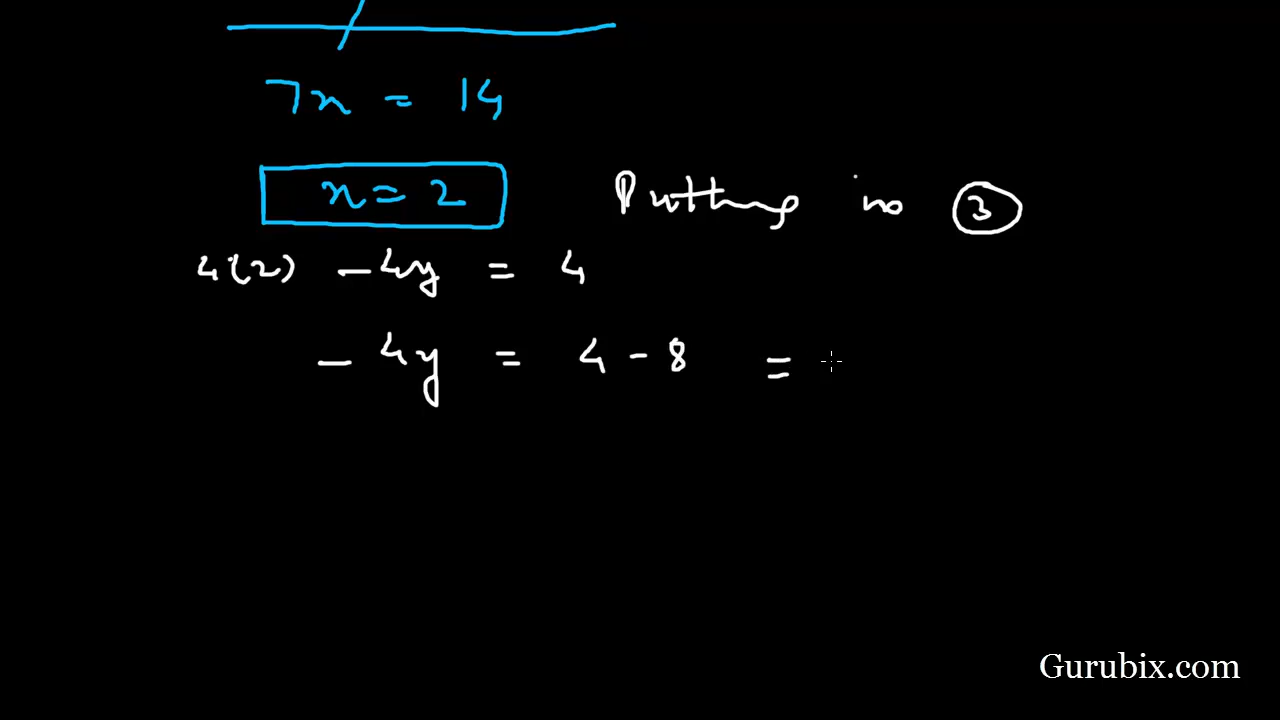 7x = 14
x = 2
Putting in ③
4(2) - 4y = 4
- 4y = 4 - 8 =
Gurubix.com